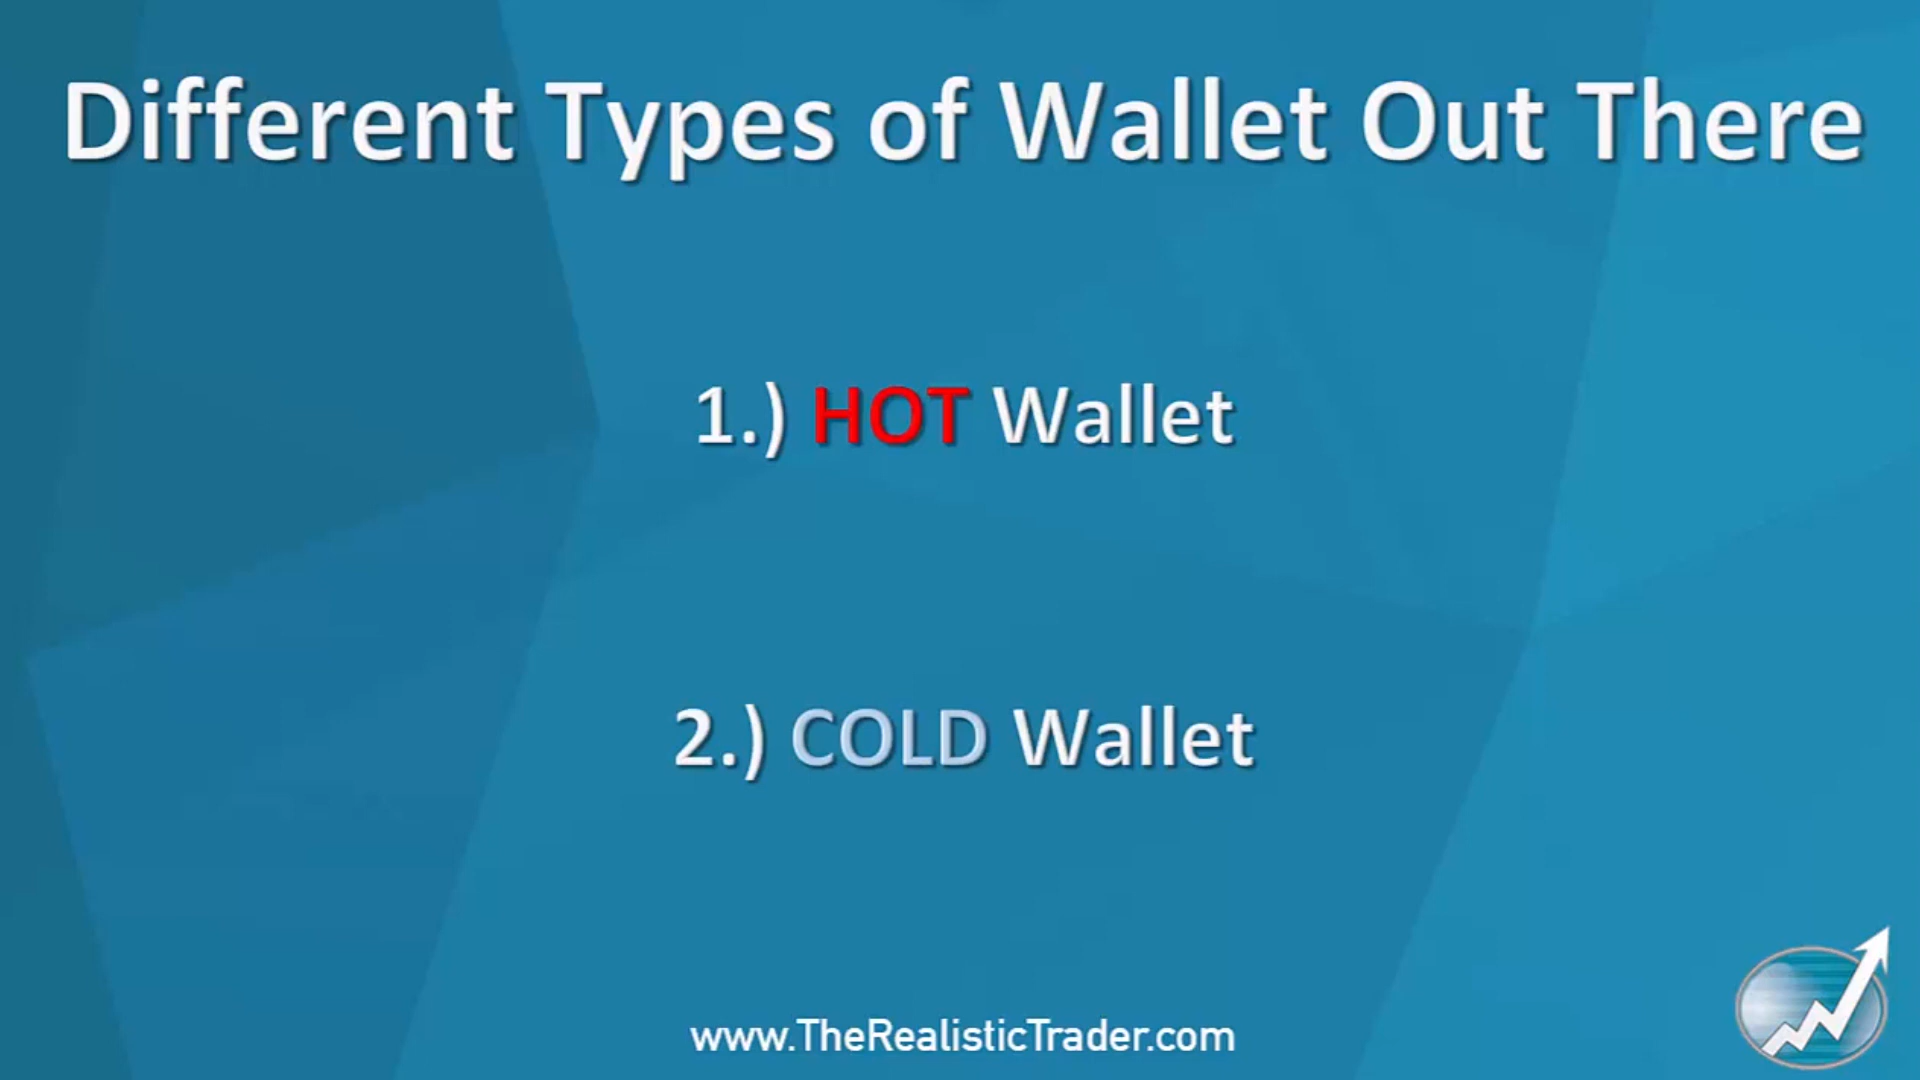 Different Types of Wallet Out There
1.) HOT Wallet
2.) COLD Wallet
www.TheRealisticTrader.com